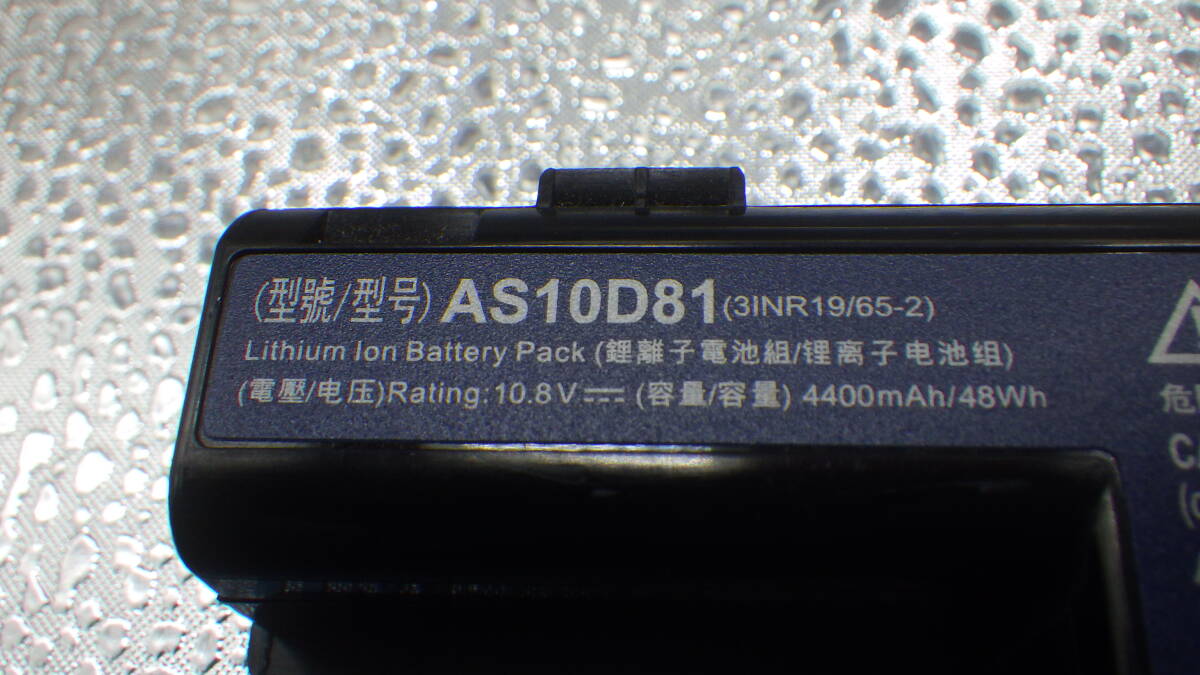 (型號/型号) AS10D81 (3INR19/65-2)
Lithium Ion Battery Pack (鋰離子電池組/锂离子电池组)
(電壓/电压)Rating:10.8V⎓ (容量/容量) 4400mAh/48Wh
危